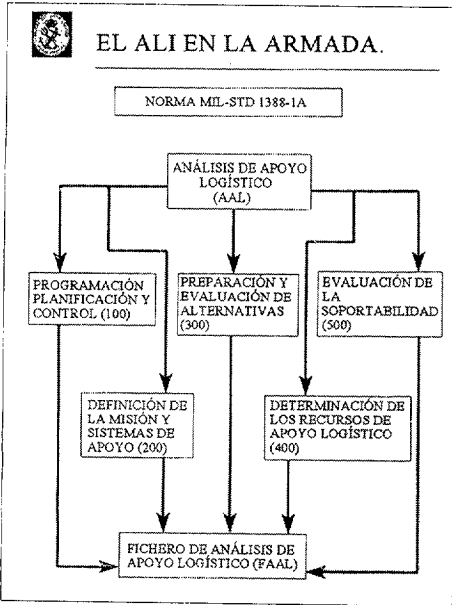 EL ALI EN LA ARMADA.
NORMA MIL-STD 1388-1A
ANÁLISIS DE APOYO
LOGÍSTICO
(AAL)
PROGRAMACIÓN
PLANIFICACIÓN Y
CONTROL (100)
PREPARACIÓN Y
EVALUACIÓN DE
ALTERNATIVAS
(300)
EVALUACIÓN DE
LA
SOPORTABILIDAD
(500)
DEFINICIÓN DE
LA MISIÓN Y
SISTEMAS DE
APOYO (200)
DETERMINACIÓN DE
LOS RECURSOS DE
APOYO LOGÍSTICO
(400)
FICHERO DE ANÁLISIS DE
APOYO LOGÍSTICO (FAAL)